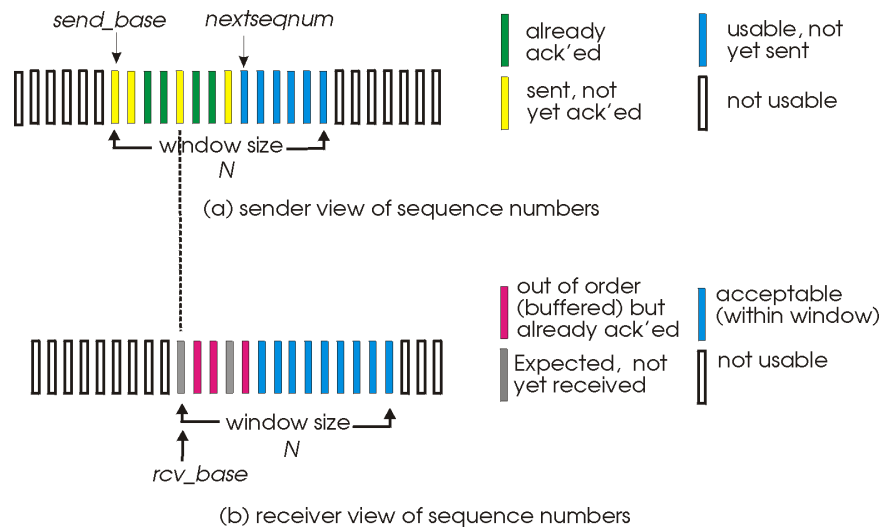 send_base
nextseqnum
already
ack'ed
usable, not
yet sent
sent, not
yet ack'ed
not usable
window size
N
(a) sender view of sequence numbers
out of order
(buffered) but
already ack'ed
acceptable
(within window)
Expected, not
yet received
not usable
window size
N
rcv_base
(b) receiver view of sequence numbers